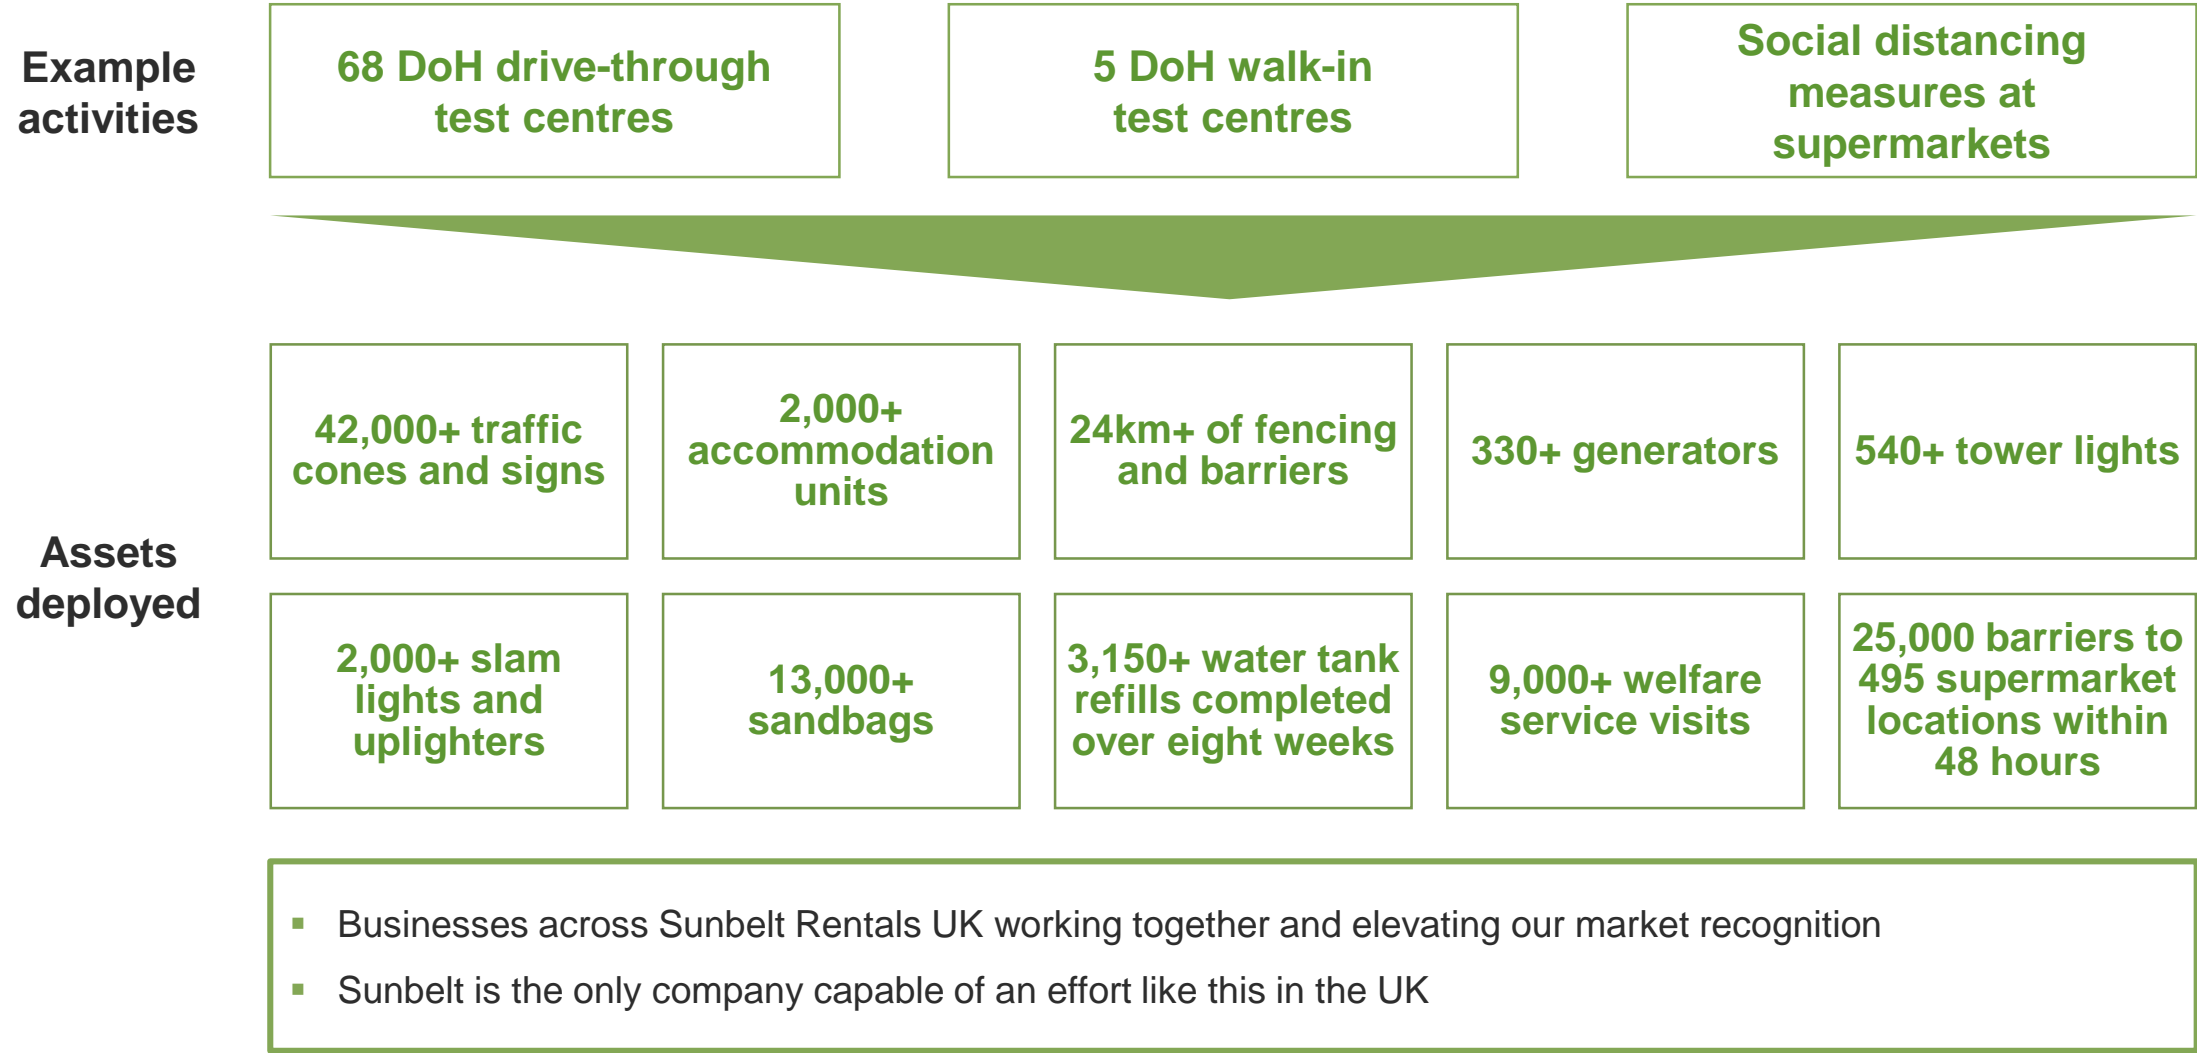 Example
activities
68 DoH drive-through
test centres
5 DoH walk-in
test centres
Social distancing
measures at
supermarkets
Assets
deployed
42,000+ traffic
cones and signs
2,000+
accommodation
units
24km+ of fencing
and barriers
330+ generators
540+ tower lights
2,000+ slam
lights and
uplighters
13,000+
sandbags
3,150+ water tank
refills completed
over eight weeks
9,000+ welfare
service visits
25,000 barriers to
495 supermarket
locations within
48 hours
▪ Businesses across Sunbelt Rentals UK working together and elevating our market recognition
▪ Sunbelt is the only company capable of an effort like this in the UK